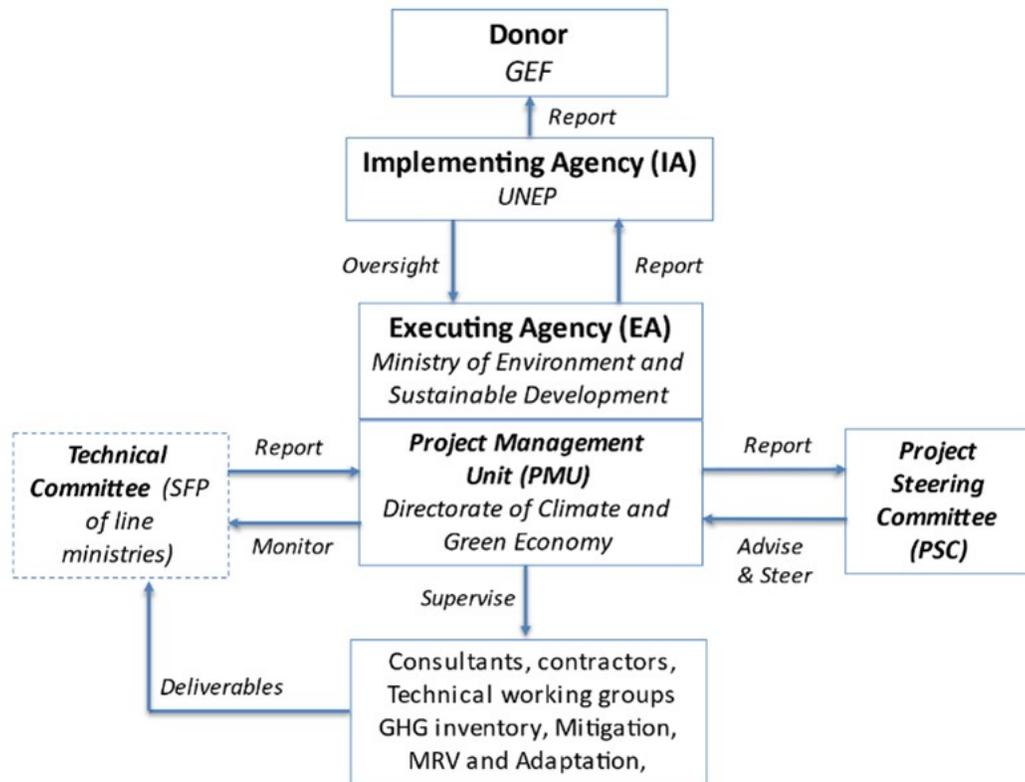 Donor
GEF
Report
Implementing Agency (IA)
UNEP
Oversight
Report
Executing Agency (EA)
Ministry of Environment and
Sustainable Development
Technical
Committee (SFP
of line
ministries)
Report
Monitor
Project Management
Unit (PMU)
Directorate of Climate and
Green Economy
Report
Advise
& Steer
Project
Steering
Committee
(PSC)
Supervise
Deliverables
Consultants, contractors,
Technical working groups
GHG inventory, Mitigation,
MRV and Adaptation,